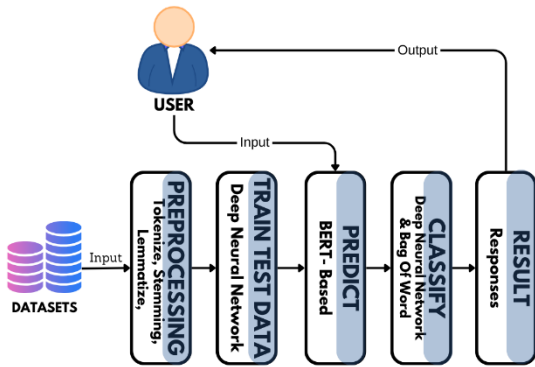 Output
USER
Input
Input
DATASETS
PREPROCESSING
Tokenize, Stemming,
Lemmatize,
TRAIN TEST DATA
Deep Neural Network
PREDICT
BERT- Based
CLASSIFY
Deep Neural Network
& Bag Of Word
RESULT
Responses